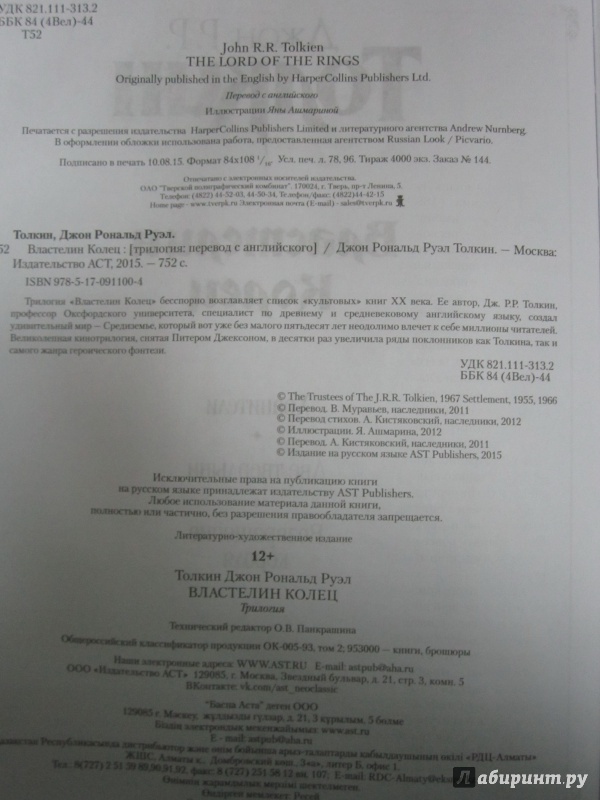 УДК 821.111-313.2
ББК 84 (4Вел)-44
Т52
John R.R. Tolkien
THE LORD OF THE RINGS
Originally published in the English by HarperCollins Publishers Ltd.
Перевод с английского
Иллюстрации Яны Ашмариной
Печатается с разрешения издательства HarperCollins Publishers Limited и литературного агентства Andrew Nurnberg.
В оформлении обложки использована работа, предоставленная агентством Russian Look / Picvario.
Подписано в печать 10.08.15. Формат 84х108 1/16. Усл. печ. л. 78, 96. Тираж 4000 экз. Заказ № 144.
Отпечатано с электронных носителей издательства.
ОАО "Тверской полиграфический комбинат". 170024, г. Тверь, пр-т Ленина, 5.
Телефон: (4822) 44-52-03, 44-50-34, Телефон/факс: (4822)44-42-15
Home page - www.tverpk.ru Электронная почта (E-mail) - sales@tverpk.ru
Толкин, Джон Рональд Руэл.
52 Властелин Колец : [трилогия: перевод с английского] / Джон Рональд Руэл Толкин. — Москва:
Издательство АСТ, 2015. — 752 с.
ISBN 978-5-17-091100-4
Трилогия «Властелин Колец» бесспорно возглавляет список «культовых» книг XX века. Ее автор, Дж. Р.Р. Толкин,
профессор Оксфордского университета, специалист по древнему и средневековому английскому языку, создал
удивительный мир — Средиземье, который вот уже без малого пятьдесят лет неодолимо влечет к себе миллионы читателей.
Великолепная кинотрилогия, снятая Питером Джексоном, в десятки раз увеличила ряды поклонников как Толкина, так и
самого жанра героического фэнтези.
УДК 821.111-313.2
ББК 84 (4Вел)-44
© The Trustees of The J.R.R. Tolkien, 1967 Settlement, 1955, 1966
© Перевод. В. Муравьев, наследники, 2011
© Перевод стихов. А. Кистяковский, наследники, 2012
© Иллюстрации. Я. Ашмарина, 2012
© Перевод. А. Кистяковский, наследники, 2011
© Издание на русском языке AST Publishers, 2015
Исключительные права на публикацию книги
на русском языке принадлежат издательству AST Publishers.
Любое использование материала данной книги,
полностью или частично, без разрешения правообладателя запрещается.
Литературно-художественное издание
12+
Толкин Джон Рональд Руэл
ВЛАСТЕЛИН КОЛЕЦ
Трилогия
Технический редактор О.В. Панкрашина
Общероссийский классификатор продукции ОК-005-93, том 2; 953000 — книги, брошюры
Наши электронные адреса: WWW.AST.RU E-mail: astpub@aha.ru
ООО «Издательство АСТ» 129085, г. Москва, Звездный бульвар, д. 21, стр. 3, комн. 5
ВКонтакте: vk.com/ast_neoclassic
"Баспа Аста" деген ООО
129085 г. Мәскеу, жұлдызды гүлзар, д. 21, 3 құрылым, 5 бөлме
Біздің электрондық мекенжайымыз: www.ast.ru
E - mail: astpub@aha.ru
Республикасында дистрибьютор және өнім бойынша арыз-талаптарды қабылдаушының өкілі «РДЦ-Алматы»
ЖШС, Алматы қ., Домбровский көш., 3«а», литер Б, офис 1.
Тел.: 8(727) 2 51 59 89,90,91,92, факс: 8 (727) 251 58 12 вн. 107; E-mail: RDC-Almaty@
Өнімнің жарамдылық мерзімі шектелмеген.
Өндірген мемлекет: Ресей
лабиринт.ру